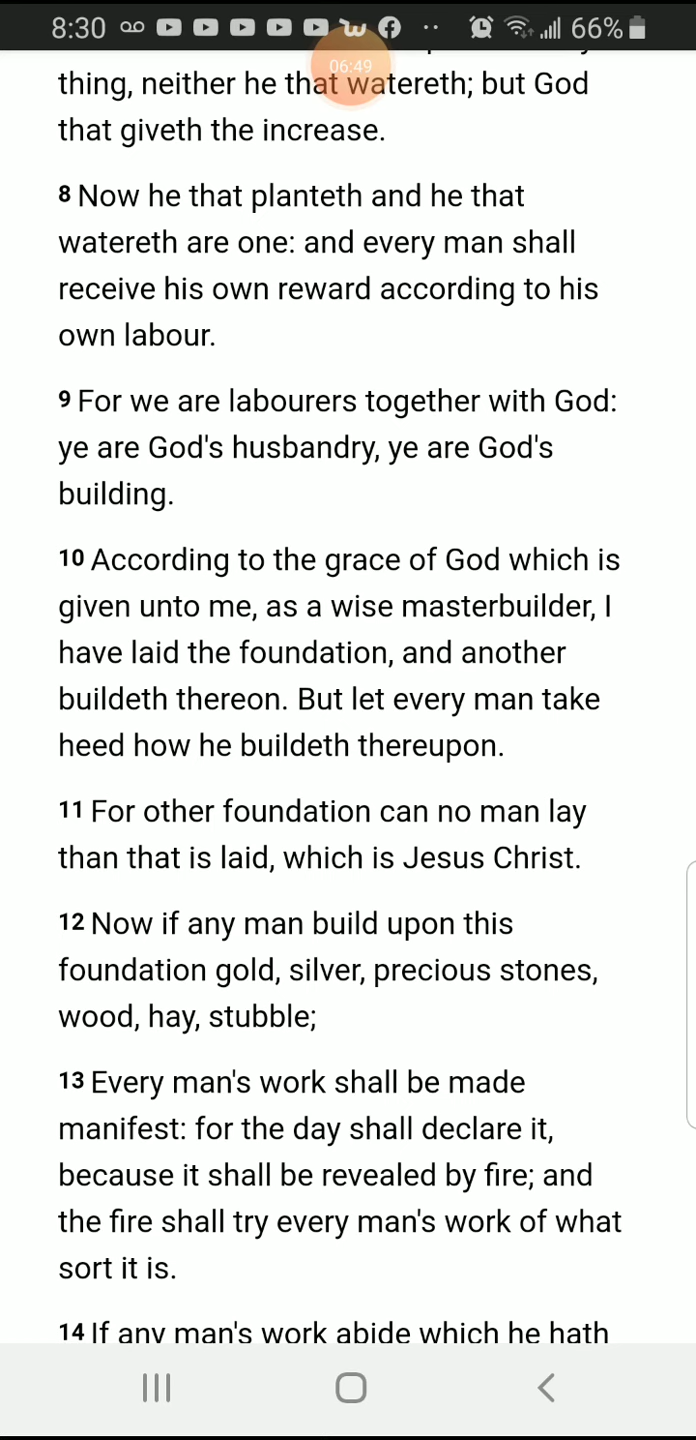 8:30 66%
06:49
thing, neither he that watereth; but God
that giveth the increase.
8 Now he that planteth and he that
watereth are one: and every man shall
receive his own reward according to his
own labour.
9 For we are labourers together with God:
ye are God's husbandry, ye are God's
building.
10 According to the grace of God which is
given unto me, as a wise masterbuilder, I
have laid the foundation, and another
buildeth thereon. But let every man take
heed how he buildeth thereupon.
11 For other foundation can no man lay
than that is laid, which is Jesus Christ.
12 Now if any man build upon this
foundation gold, silver, precious stones,
wood, hay, stubble;
13 Every man's work shall be made
manifest: for the day shall declare it,
because it shall be revealed by fire; and
the fire shall try every man's work of what
sort it is.
14 If any man's work abide which he hath